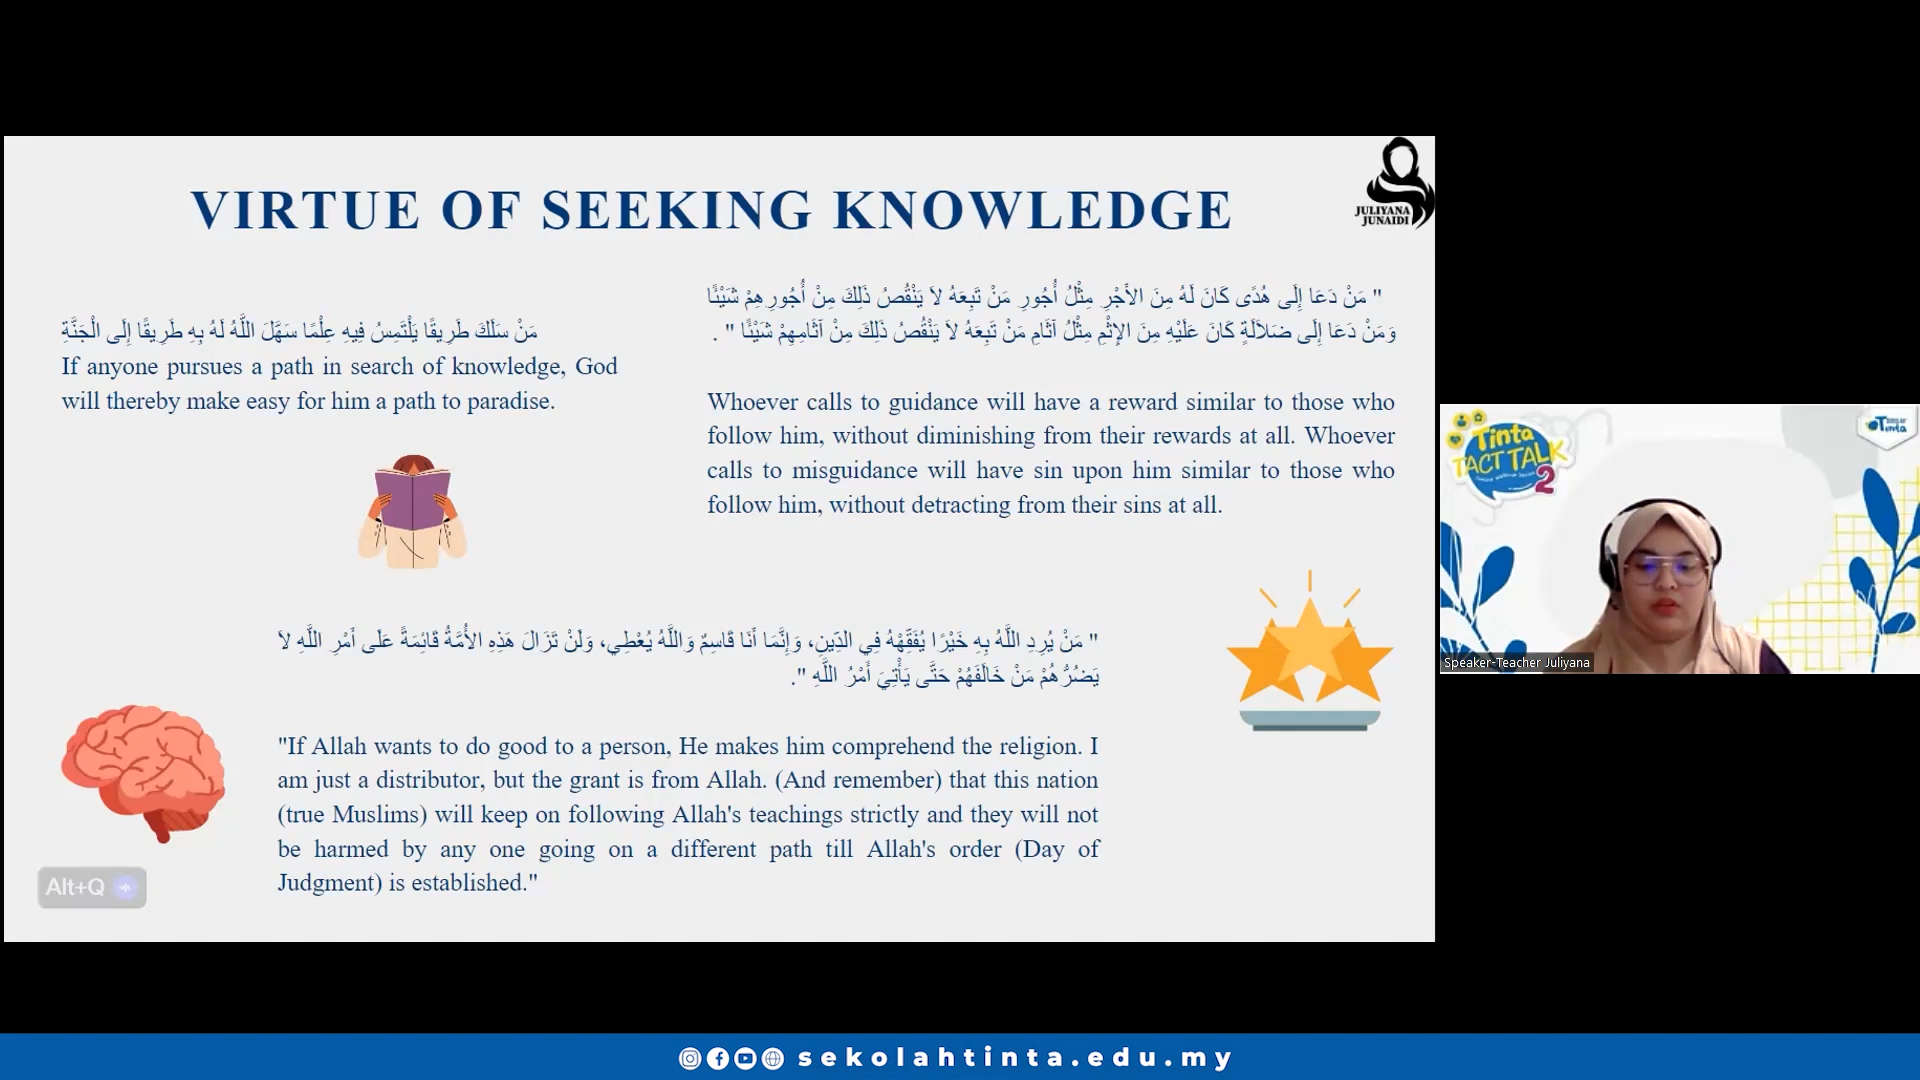 VIRTUE OF SEEKING KNOWLEDGE
JULIYANA
JUNAIDI
مَنْ سَلَكَ طَرِيقًا يَلْتَمِسُ فِيهِ عِلْمًا سَهَّلَ اللَّهُ لَهُ بِهِ طَرِيقًا إِلَى الْجَنَّةِ
If anyone pursues a path in search of knowledge, God
will thereby make easy for him a path to paradise.
" مَنْ دَعَا إِلَى هُدًى كَانَ لَهُ مِنَ الأَجْرِ مِثْلُ أُجُورِ مَنْ تَبِعَهُ لاَ يَنْقُصُ ذَلِكَ مِنْ أُجُورِهِمْ شَيْئًا
وَمَنْ دَعَا إِلَى ضَلاَلَةٍ كَانَ عَلَيْهِ مِنَ الإِثْمِ مِثْلُ آثَامِ مَنْ تَبِعَهُ لاَ يَنْقُصُ ذَلِكَ مِنْ آثَامِهِمْ شَيْئًا " .
Whoever calls to guidance will have a reward similar to those who
follow him, without diminishing from their rewards at all. Whoever
calls to misguidance will have sin upon him similar to those who
follow him, without detracting from their sins at all.
" مَنْ يُرِدِ اللَّهُ بِهِ خَيْرًا يُفَقِّهْهُ فِي الدِّينِ، وَإِنَّمَا أَنَا قَاسِمٌ وَاللَّهُ يُعْطِي، وَلَنْ تَزَالَ هَذِهِ الأُمَّةُ قَائِمَةً عَلَى أَمْرِ اللَّهِ لاَ
يَضُرُّهُمْ مَنْ خَالَفَهُمْ حَتَّى يَأْتِيَ أَمْرُ اللَّهِ ".
"If Allah wants to do good to a person, He makes him comprehend the religion. I
am just a distributor, but the grant is from Allah. (And remember) that this nation
(true Muslims) will keep on following Allah's teachings strictly and they will not
be harmed by any one going on a different path till Allah's order (Day of
Judgment) is established."
Alt+Q
Tinta
TACT TALK
2
Tinta
Speaker-Teacher Juliyana
sekolahtinta.edu.my